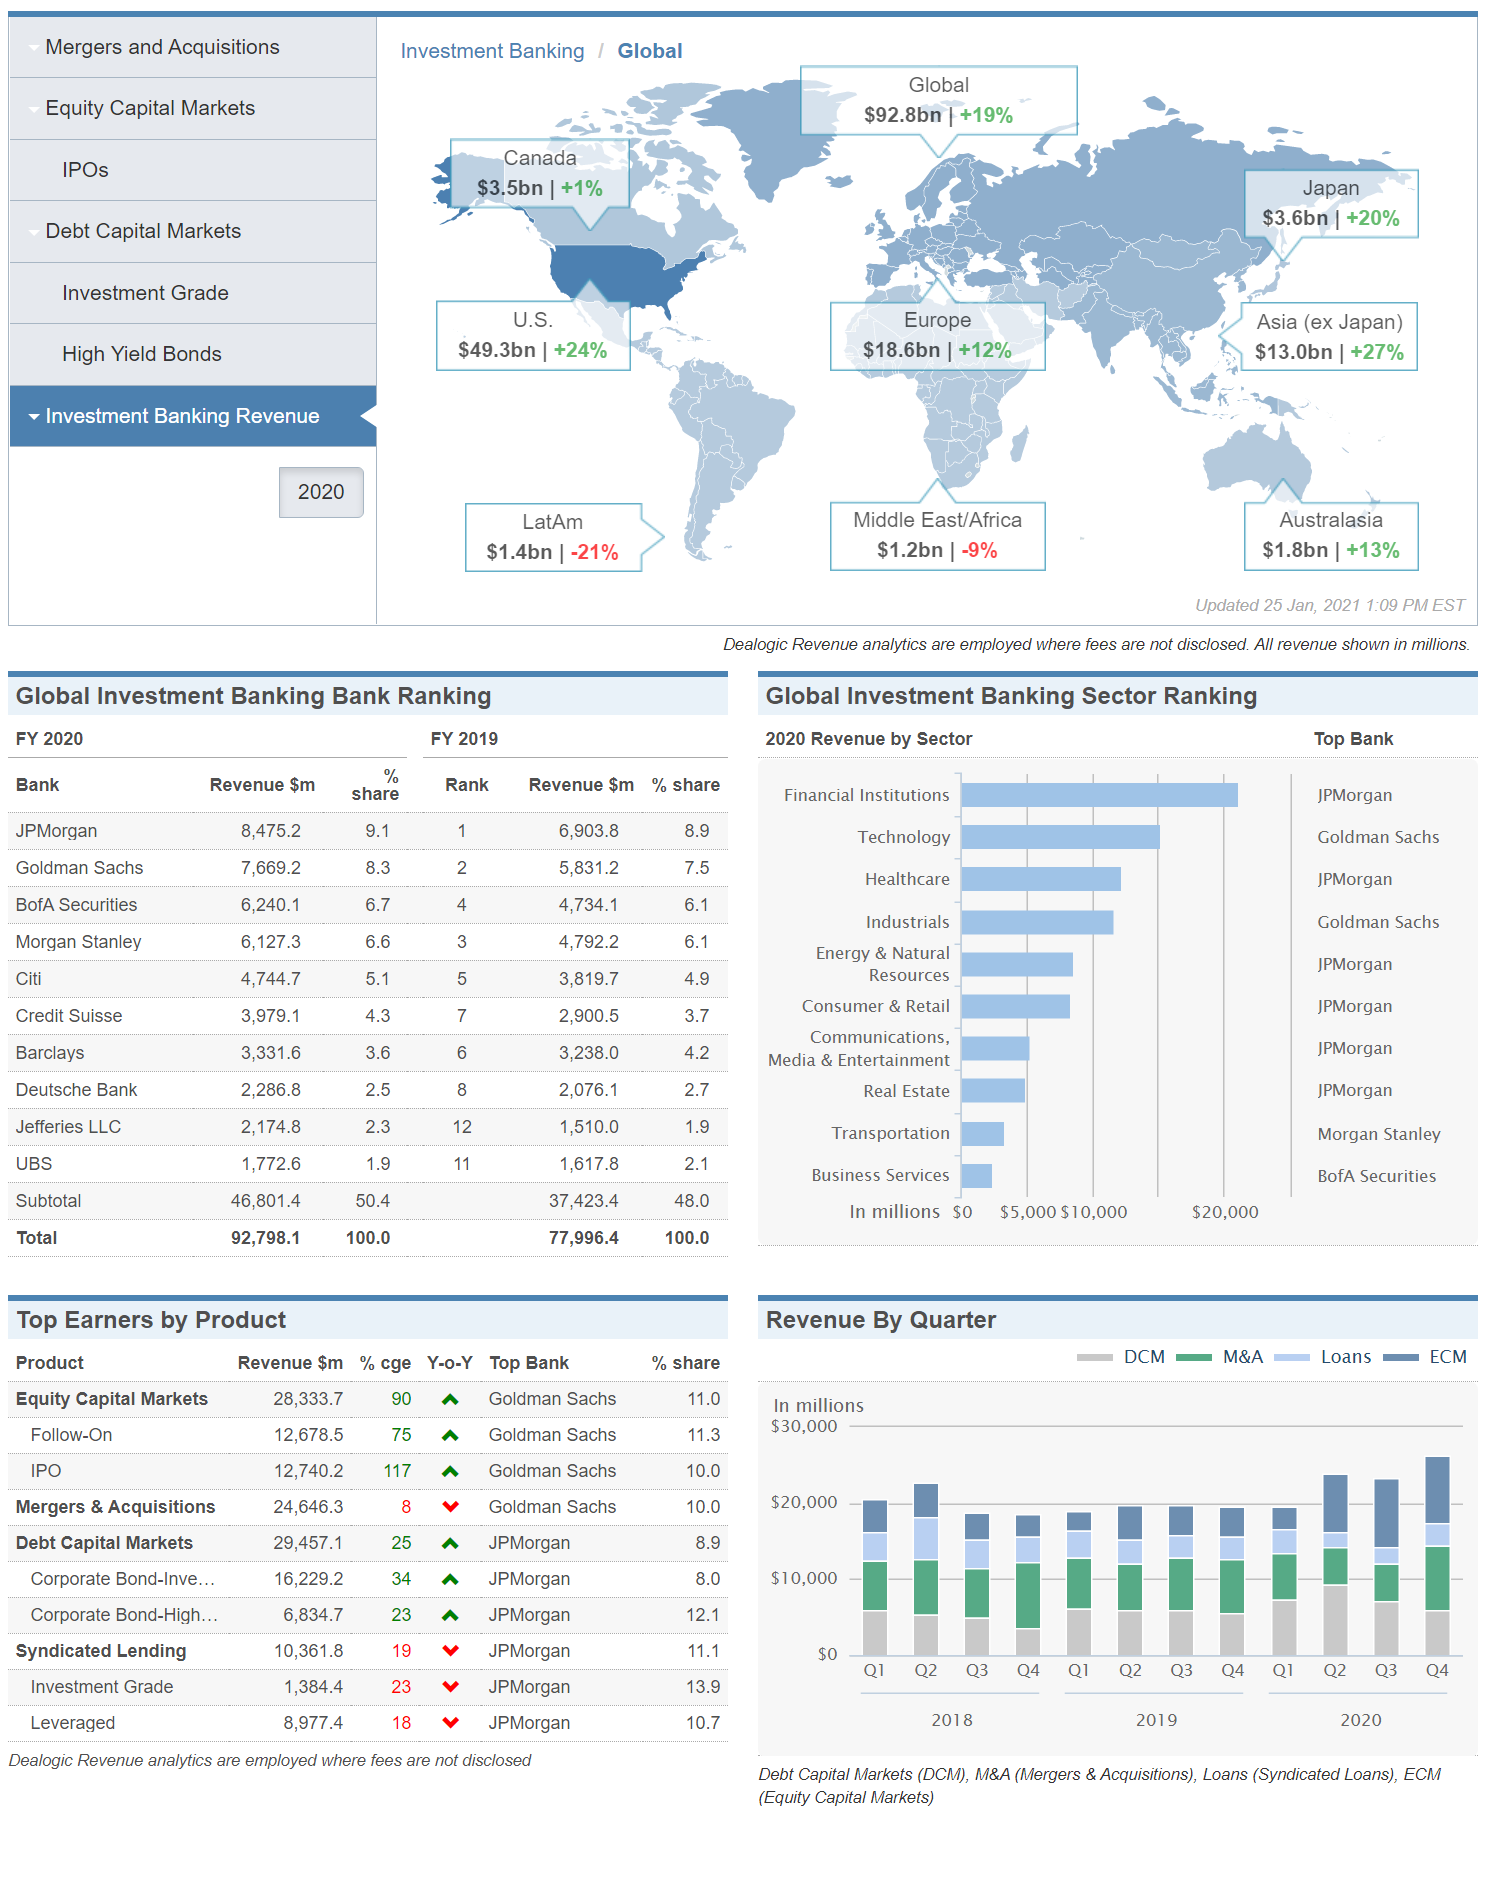 Mergers and Acquisitions
Equity Capital Markets
IPOs
Debt Capital Markets
Investment Grade
High Yield Bonds
Investment Banking Revenue
2020
Investment Banking / Global
Global
$92.8bn | +19%
Canada
$3.5bn | +1%
Japan
$3.6bn | +20%
U.S.
$49.3bn | +24%
Europe
$18.6bn | +12%
Asia (ex Japan)
$13.0bn | +27%
LatAm
$1.4bn | -21%
Middle East/Africa
$1.2bn | -9%
Australasia
$1.8bn | +13%
Updated 25 Jan, 2021 1:09 PM EST
Dealogic Revenue analytics are employed where fees are not disclosed. All revenue shown in millions.
Global Investment Banking Bank Ranking
FY 2020 FY 2019
Bank Revenue $m % share Rank Revenue $m % share
JPMorgan 8,475.2 9.1 1 6,903.8 8.9
Goldman Sachs 7,669.2 8.3 2 5,831.2 7.5
BofA Securities 6,240.1 6.7 4 4,734.1 6.1
Morgan Stanley 6,127.3 6.6 3 4,792.2 6.1
Citi 4,744.7 5.1 5 3,819.7 4.9
Credit Suisse 3,979.1 4.3 7 2,900.5 3.7
Barclays 3,331.6 3.6 6 3,238.0 4.2
Deutsche Bank 2,286.8 2.5 8 2,076.1 2.7
Jefferies LLC 2,174.8 2.3 12 1,510.0 1.9
UBS 1,772.6 1.9 11 1,617.8 2.1
Subtotal 46,801.4 50.4 37,423.4 48.0
Total 92,798.1 100.0 77,996.4 100.0
Global Investment Banking Sector Ranking
2020 Revenue by Sector Top Bank
Financial Institutions JPMorgan
Technology Goldman Sachs
Healthcare JPMorgan
Industrials Goldman Sachs
Energy & Natural
Resources JPMorgan
Consumer & Retail JPMorgan
Communications,
Media & Entertainment JPMorgan
Real Estate JPMorgan
Transportation Morgan Stanley
Business Services BofA Securities
In millions $0 $5,000 $10,000 $20,000
Top Earners by Product
Product Revenue $m % cge Y-o-Y Top Bank % share
Equity Capital Markets 28,333.7 90 Goldman Sachs 11.0
Follow-On 12,678.5 75 Goldman Sachs 11.3
IPO 12,740.2 117 Goldman Sachs 10.0
Mergers & Acquisitions 24,646.3 8 Goldman Sachs 10.0
Debt Capital Markets 29,457.1 25 JPMorgan 8.9
Corporate Bond-Inve... 16,229.2 34 JPMorgan 8.0
Corporate Bond-High... 6,834.7 23 JPMorgan 12.1
Syndicated Lending 10,361.8 19 JPMorgan 11.1
Investment Grade 1,384.4 23 JPMorgan 13.9
Leveraged 8,977.4 18 JPMorgan 10.7
Dealogic Revenue analytics are employed where fees are not disclosed
Revenue By Quarter
DCM M&A Loans ECM
In millions
$30,000
$20,000
$10,000
$0
Q1 Q2 Q3 Q4 Q1 Q2 Q3 Q4 Q1 Q2 Q3 Q4
2018 2019 2020
Debt Capital Markets (DCM), M&A (Mergers & Acquisitions), Loans (Syndicated Loans), ECM
(Equity Capital Markets)